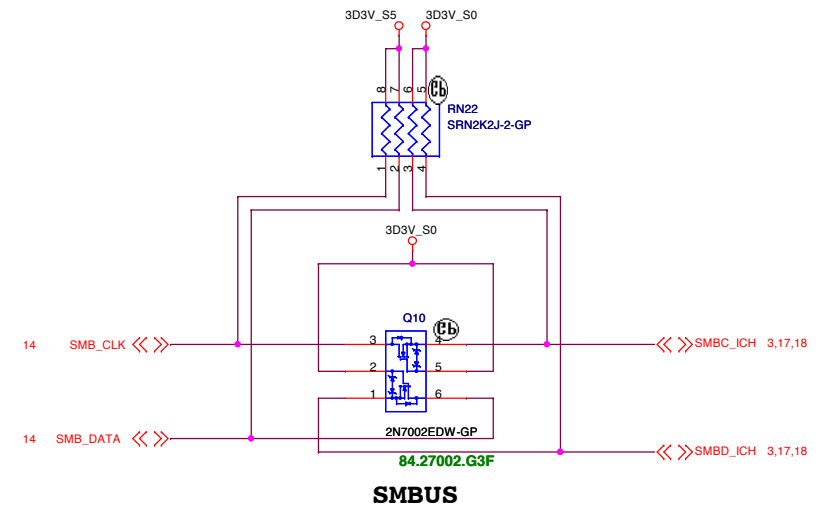 3D3V_S5 3D3V_S0
8 7 6 5
RN22
SRN2K2J-2-GP
1 2 3 4
3D3V_S0
Q10
14 SMB_CLK 3 4 SMBC_ICH 3,17,18
2 5
1 6
14 SMB_DATA 2N7002EDW-GP
84.27002.G3F SMBD_ICH 3,17,18
SMBUS